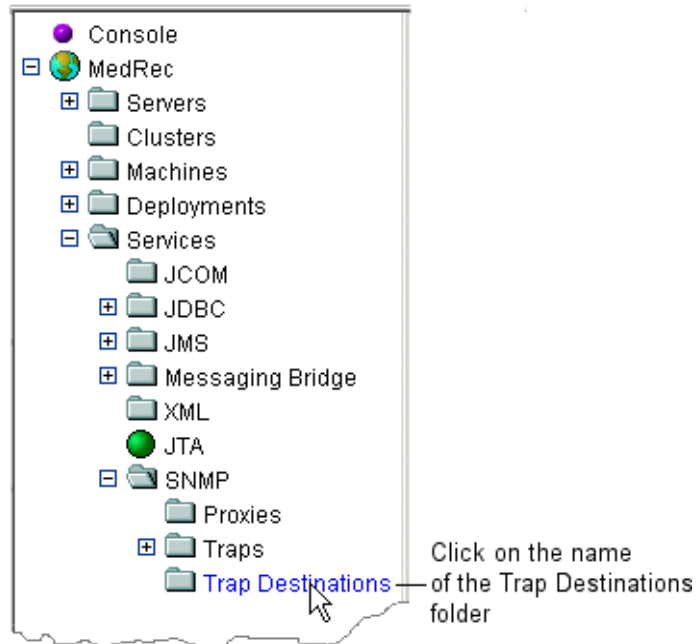 Console
MedRec
Servers
Clusters
Machines
Deployments
Services
JCOM
JDBC
JMS
Messaging Bridge
XML
JTA
SNMP
Proxies
Traps
Trap Destinations
Click on the name
of the Trap Destinations
folder